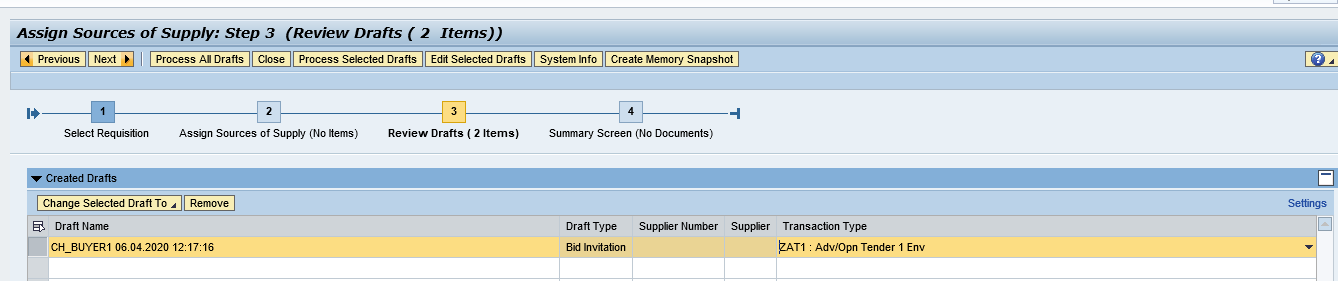 Assign Sources of Supply: Step 3 (Review Drafts ( 2 Items))
Previous Next Process All Drafts Close Process Selected Drafts Edit Selected Drafts System Info Create Memory Snapshot ?
1 2 3 4
Select Requisition Assign Sources of Supply (No Items) Review Drafts ( 2 Items) Summary Screen (No Documents)
Created Drafts
Change Selected Draft To Remove Settings
Draft Name Draft Type Supplier Number Supplier Transaction Type
CH_BUYER1 06.04.2020 12:17:16 Bid Invitation ZAT1 : Adv/Opn Tender 1 Env